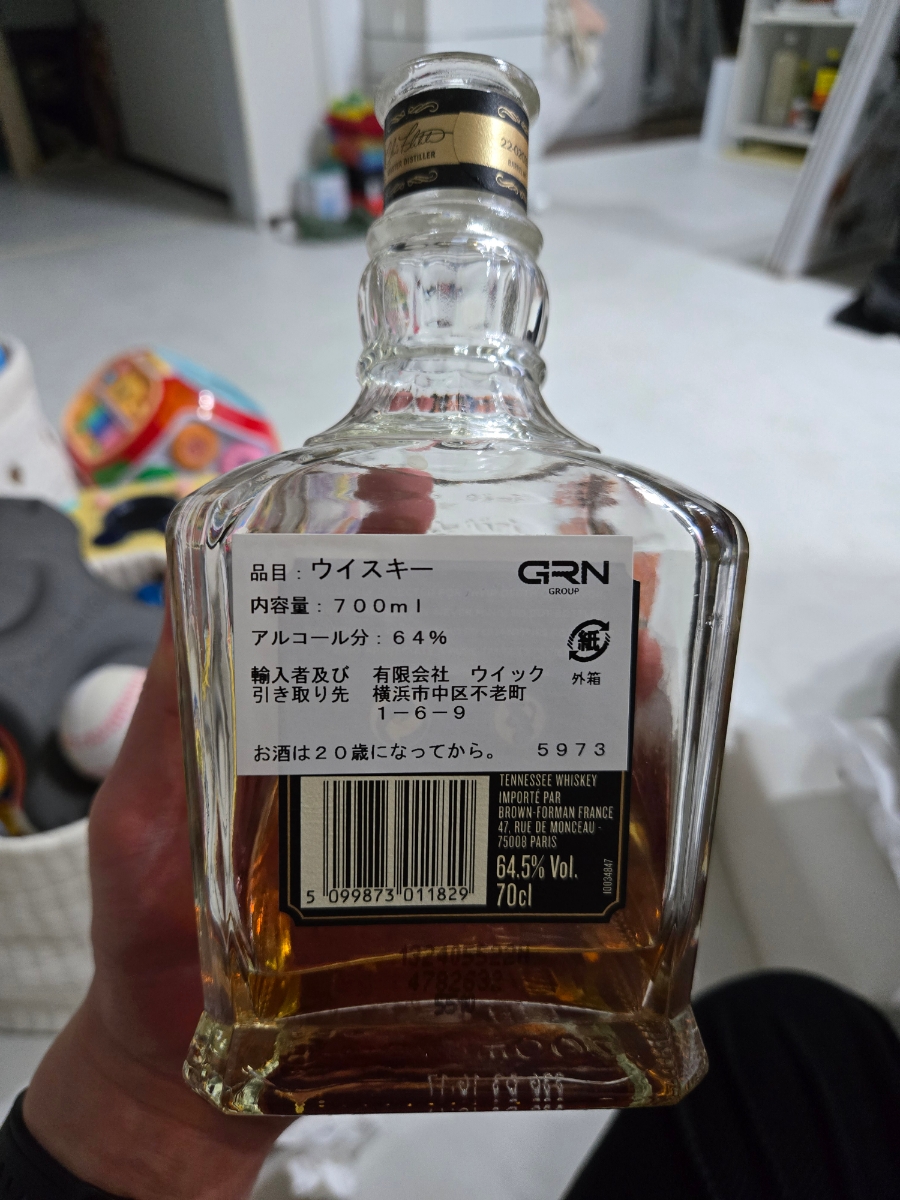 DISTILLER
品目：ウイスキー
GRN
GROUP
内容量：７００ｍｌ
アルコール分：６４％
紙
外箱
輸入者及び　有限会社　ウイック
引き取り先　横浜市中区不老町
１－６－９
お酒は２０歳になってから。　５９７３
TENNESSEE WHISKEY
IMPORTÉ PAR
BROWN-FORMAN FRANCE
47, RUE DE MONCEAU -
75008 PARIS
64.5% Vol.
70cl
ID034847
5 099873 011829